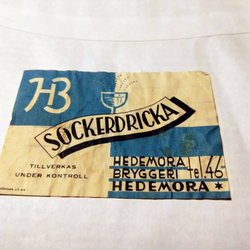 HB
SOCKERDRICKA
TILLVERKAS
UNDER KONTROLL
HEDEMORA
BRYGGERI tel 46
HEDEMORA *